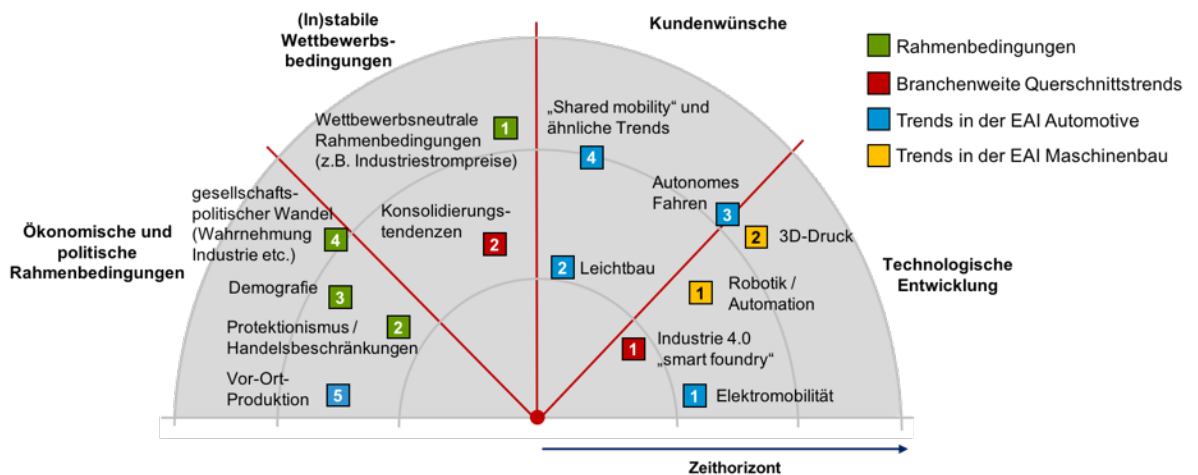 (In)stabile
Wettbewerbs-
bedingungen
Kundenwünsche
Rahmenbedingungen
Branchenweite Querschnittstrends
Trends in der EAI Automotive
Trends in der EAI Maschinenbau
Wettbewerbsneutrale
Rahmenbedingungen
(z.B. Industriestrompreise)
1
„Shared mobility“ und
ähnliche Trends
4
Autonomes
Fahren
3
2
3D-Druck
gesellschafts-
politischer Wandel
(Wahrnehmung
Industrie etc.)
4
Konsolidierungs-
tendenzen
2
Ökonomische und
politische
Rahmenbedingungen
2
Leichtbau
Technologische
Entwicklung
Demografie
3
1
Robotik /
Automation
Protektionismus /
Handelsbeschränkungen
2
1
Industrie 4.0
„smart foundry“
Vor-Ort-
Produktion
5
1
Elektromobilität
Zeithorizont